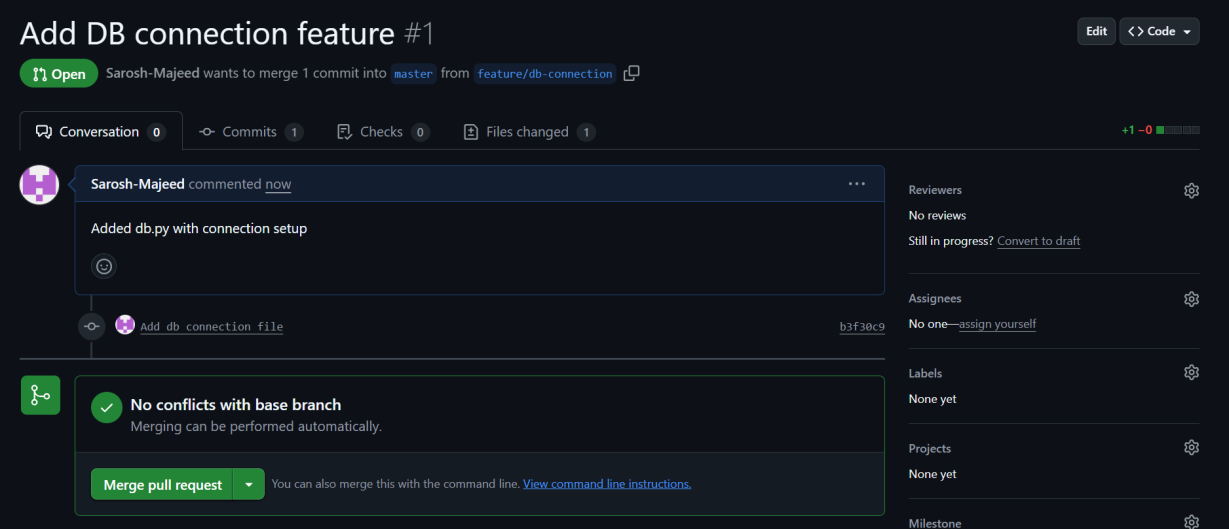 Add DB connection feature #1
Edit
<> Code
Open
Sarosh-Majeed wants to merge 1 commit into master from feature/db-connection
Conversation 0
Commits 1
Checks 0
Files changed 1
+1 −0
Sarosh-Majeed commented now
Added db.py with connection setup
Add db connection file
b3f30c9
No conflicts with base branch
Merging can be performed automatically.
Merge pull request
You can also merge this with the command line. View command line instructions.
Reviewers
No reviews
Still in progress? Convert to draft
Assignees
No one—assign yourself
Labels
None yet
Projects
None yet
Milestone